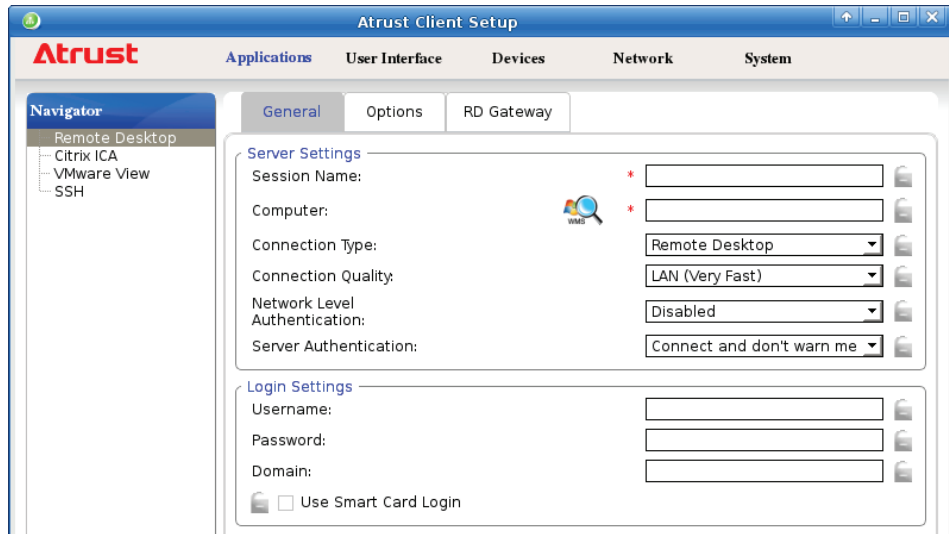 Atrust Client Setup
Atrust
Applications User Interface Devices Network System
Navigator
Remote Desktop
Citrix ICA
VMware View
SSH
General Options RD Gateway
Server Settings
Session Name: *
Computer: WMS *
Connection Type: Remote Desktop
Connection Quality: LAN (Very Fast)
Network Level
Authentication: Disabled
Server Authentication: Connect and don't warn me
Login Settings
Username:
Password:
Domain:
Use Smart Card Login